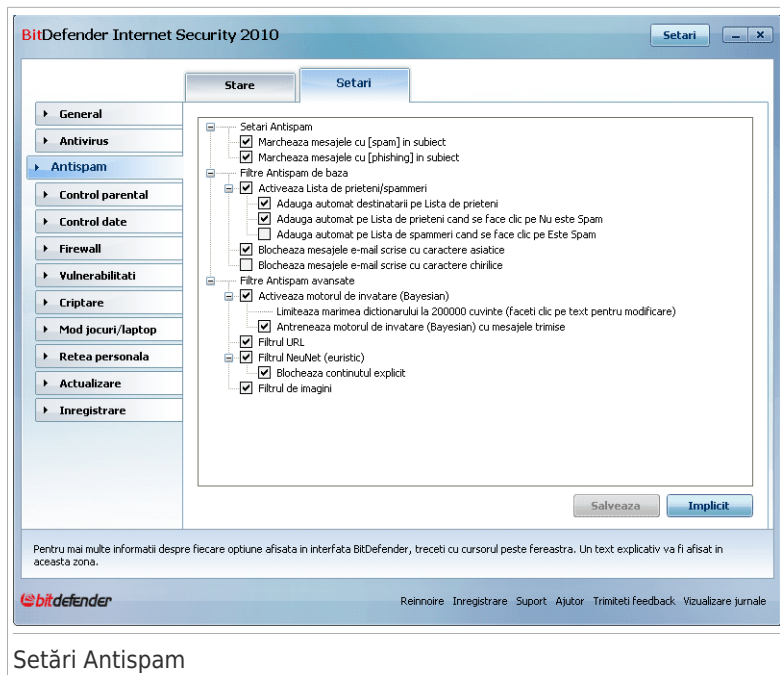 BitDefender Internet Security 2010
Setari
Stare
Setari
General
Antivirus
Antispam
Control parental
Control date
Firewall
Vulnerabilitati
Criptare
Mod jocuri/laptop
Retea personala
Actualizare
Inregistrare
Setari Antispam
Marcheaza mesajele cu [spam] in subiect
Marcheaza mesajele cu [phishing] in subiect
Filtre Antispam de baza
Activeaza Lista de prieteni/spammeri
Adauga automat destinatarii pe Lista de prieteni
Adauga automat pe Lista de prieteni cand se face clic pe Nu este Spam
Adauga automat pe Lista de spammeri cand se face clic pe Este Spam
Blocheaza mesajele e-mail scrise cu caractere asiatice
Blocheaza mesajele e-mail scrise cu caractere chirilice
Filtre Antispam avansate
Activeaza motorul de invatare (Bayesian)
Limiteaza marimea dictionarului la 200000 cuvinte (faceti clic pe text pentru modificare)
Antreneaza motorul de invatare (Bayesian) cu mesajele trimise
Filtrul URL
Filtrul NeuNet (euristic)
Blocheaza continutul explicit
Filtrul de imagini
Salveaza
Implicit
Pentru mai multe informatii despre fiecare optiune afisata in interfata BitDefender, treceti cu cursorul peste fereastra. Un text explicativ va fi afisat in
aceasta zona.
bitdefender
Reinnoire Inregistrare Suport Ajutor Trimiteti feedback Vizualizare jurnale
Setări Antispam